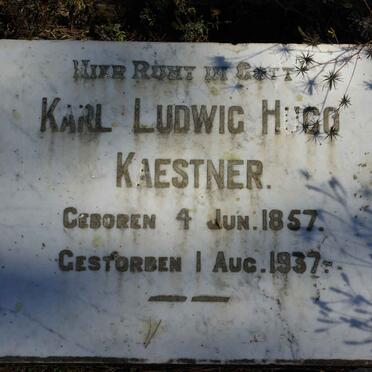 HIER RUHT IN GOTT
KARL LUDWIG HUGO
KAESTNER.
GEBOREN 4 JUN. 1857.
GESTORBEN 1 AUG. 1937.